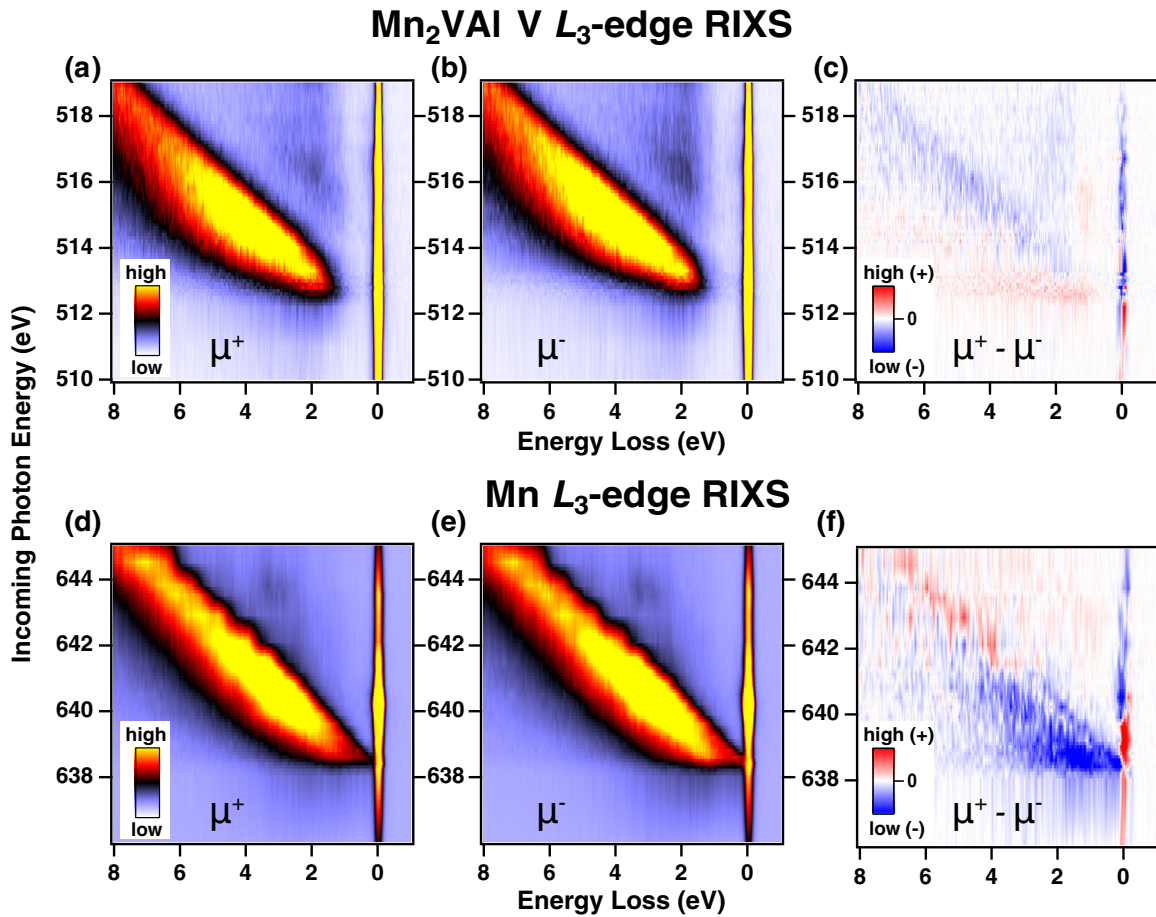 Mn2VAl V L3-edge RIXS
(a) (b) (c)
518 518 518
516 516 516
514 514 514
512 512 512
510 510 510
high
low
μ+
μ-
high (+)
0
low (-)
μ+ - μ-
8 6 4 2 0
8 6 4 2 0
8 6 4 2 0
Energy Loss (eV)
Incoming Photon Energy (eV)
Mn L3-edge RIXS
(d) (e) (f)
644 644 644
642 642 642
640 640 640
638 638 638
high
low
μ+
μ-
high (+)
0
low (-)
μ+ - μ-
8 6 4 2 0
8 6 4 2 0
8 6 4 2 0
Energy Loss (eV)